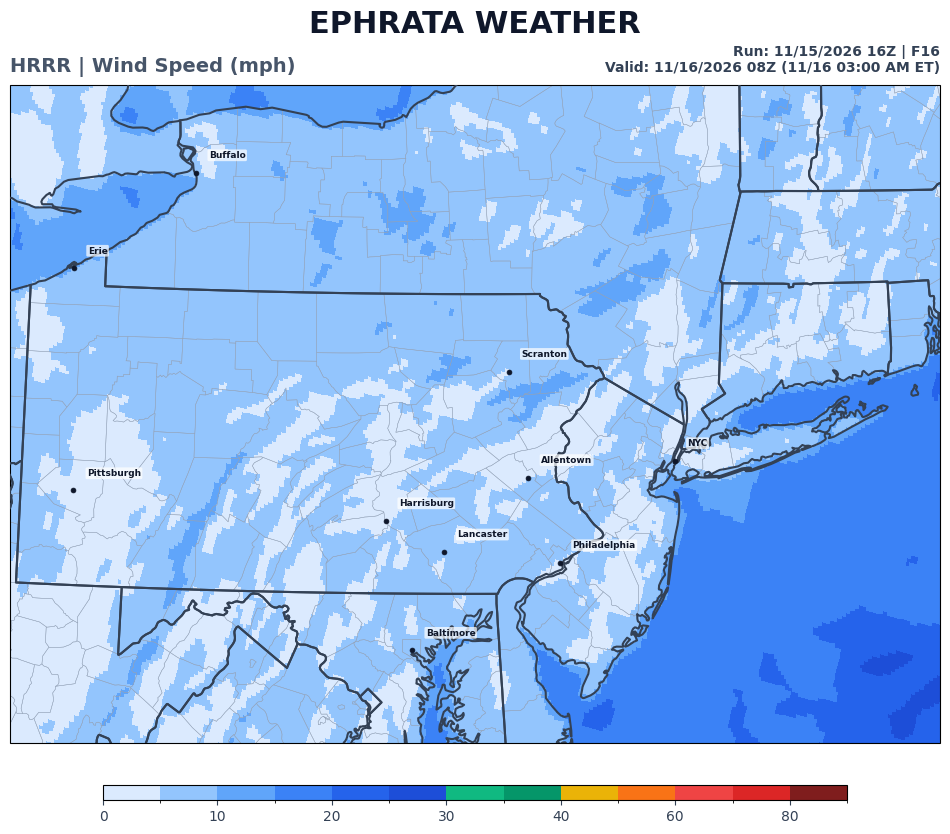 EPHRATA WEATHER
HRRR | Wind Speed (mph)
Run: 11/15/2026 16Z | F16
Valid: 11/16/2026 08Z (11/16 03:00 AM ET)
Buffalo
Erie
Scranton
NYC
Allentown
Pittsburgh
Harrisburg
Lancaster
Philadelphia
Baltimore
0 10 20 30 40 60 80